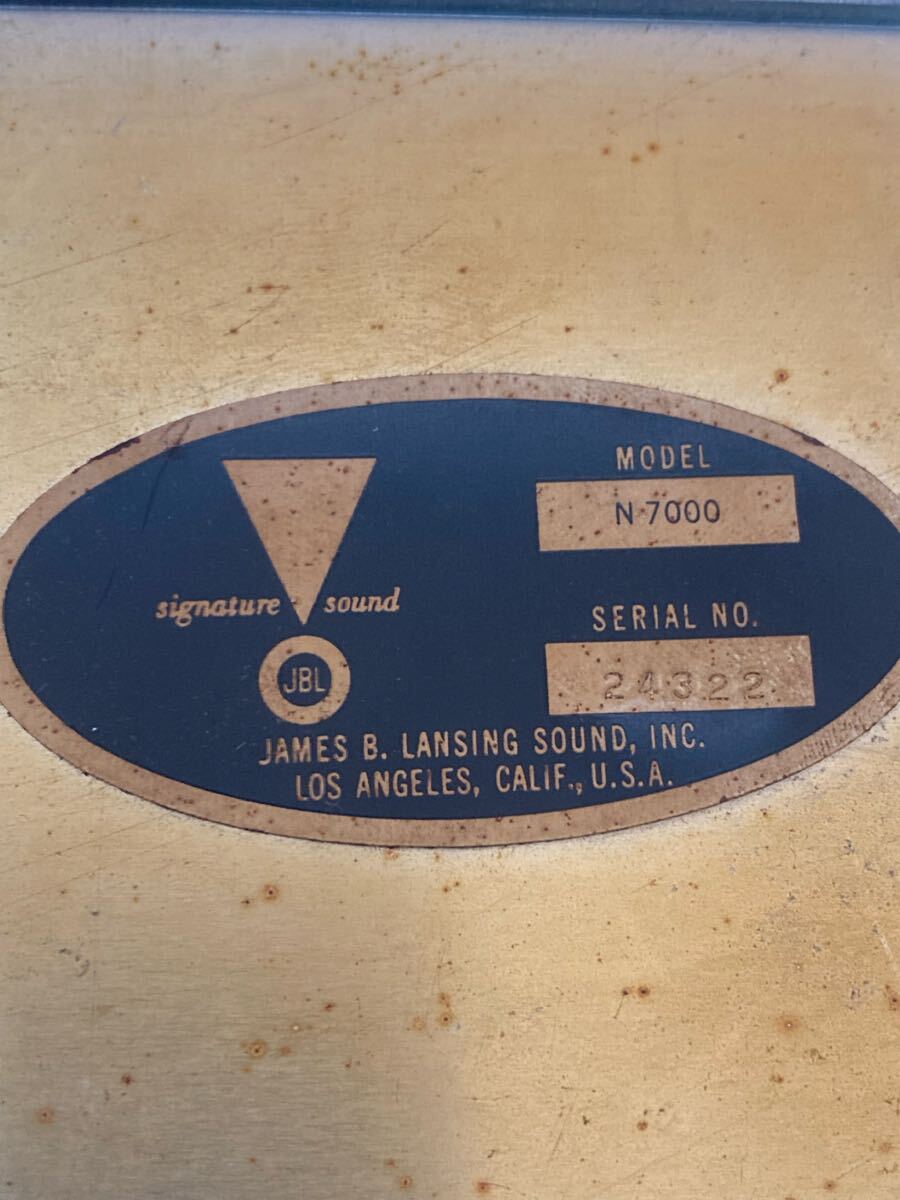 MODEL
N 7000
signature sound
SERIAL NO.
24322
JBL
JAMES B. LANSING SOUND, INC.
LOS ANGELES, CALIF., U.S.A.